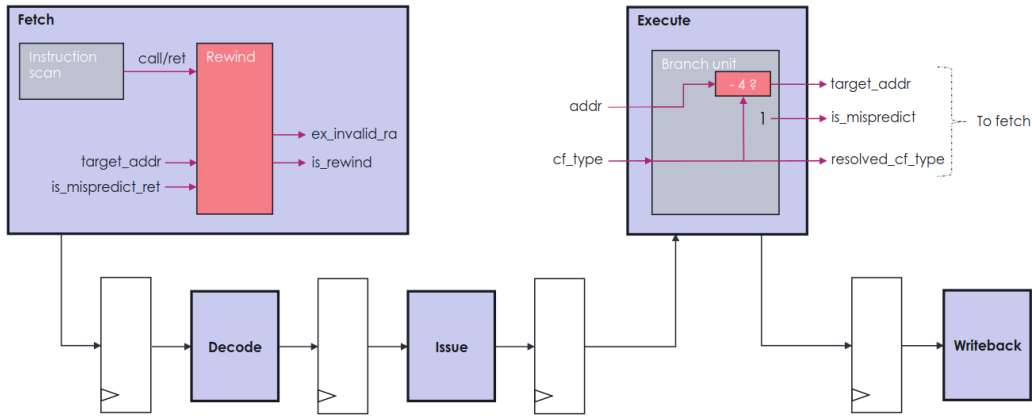 Fetch
Instruction
scan
call/ret
Rewind
ex_invalid_ra
is_rewind
target_addr
is_mispredict_ret
Execute
Branch unit
- 4 ?
addr
target_addr
1
is_mispredict
cf_type
resolved_cf_type
To fetch
Decode
Issue
Writeback